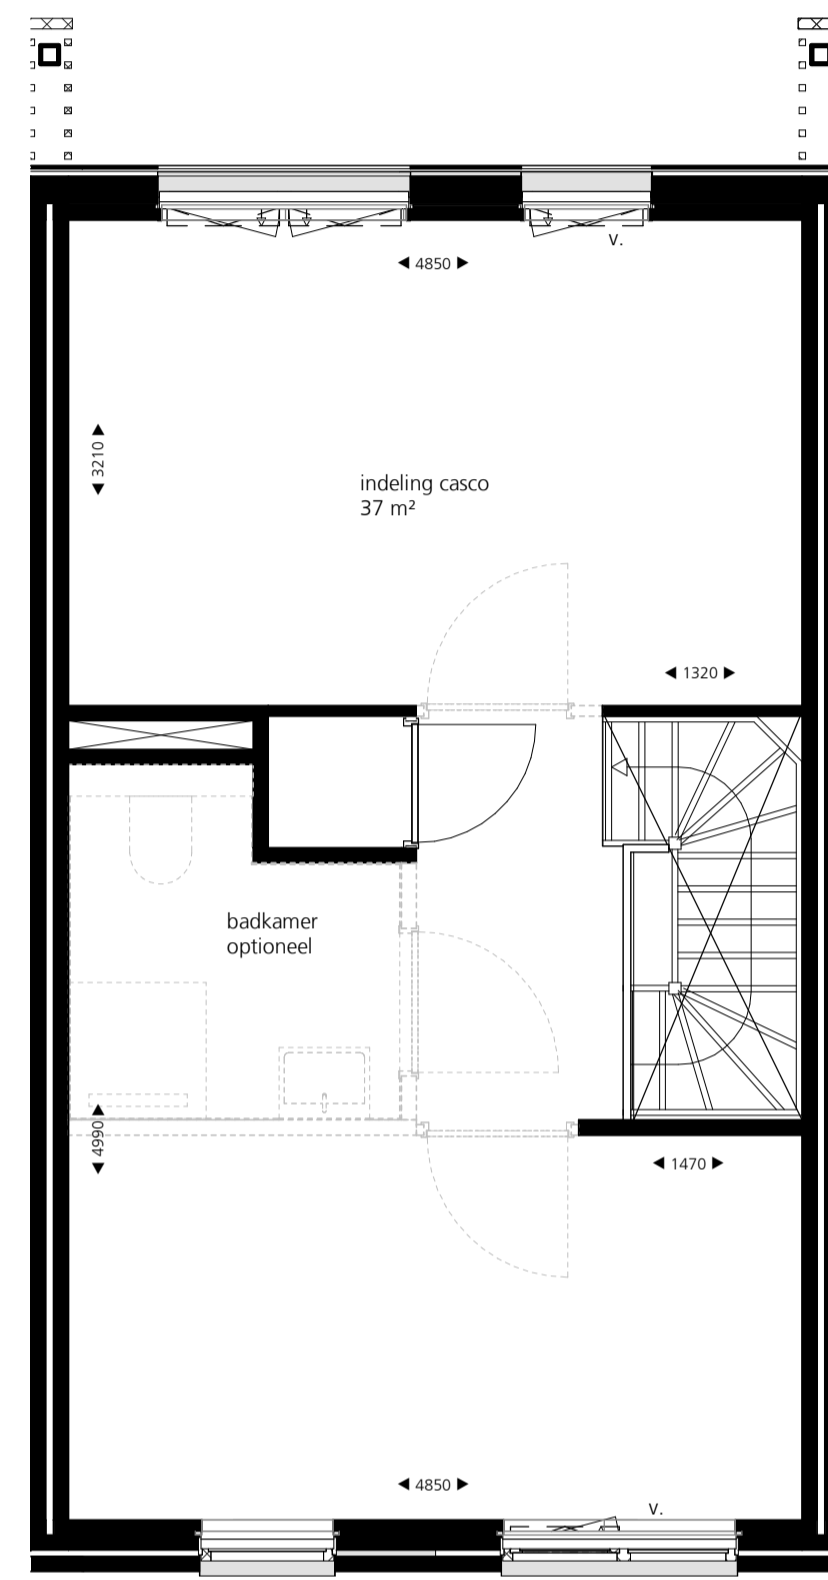 v.
4850
3210
indeling casco
37 m²
1320
badkamer
optioneel
4990
1470
4850
v.